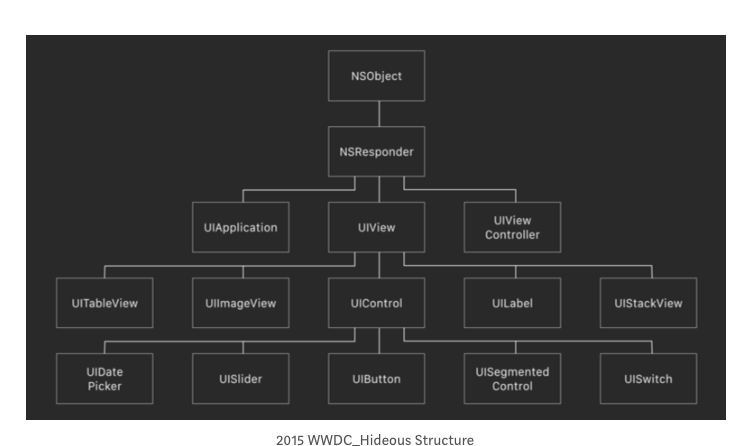 NSObject
NSResponder
UIApplication
UIView
UIView
Controller
UITableView
UIImageView
UIControl
UILabel
UIStackView
UIDate
Picker
UISlider
UIButton
UISegmented
Control
UISwitch
2015 WWDC_Hideous Structure